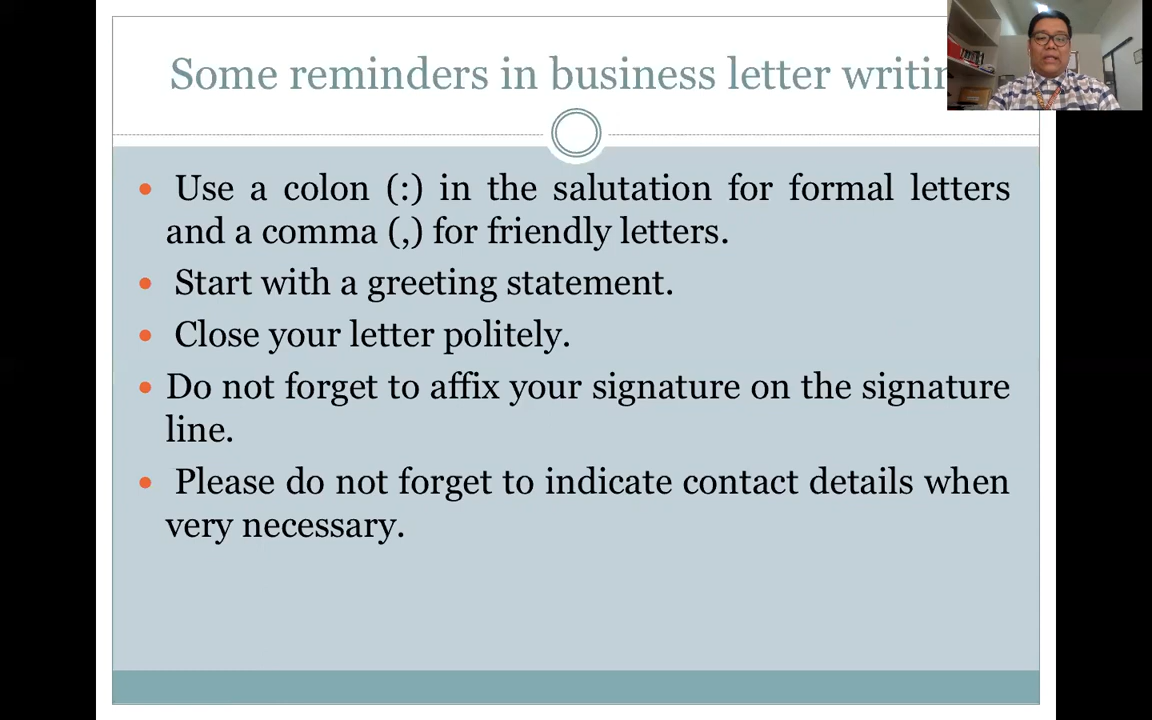 Some reminders in business letter
Use a colon (:) in the salutation for formal letters
and a comma (,) for friendly letters.
Start with a greeting statement.
Close your letter politely.
Do not forget to affix your signature on the signature
line.
Please do not forget to indicate contact details when
very necessary.